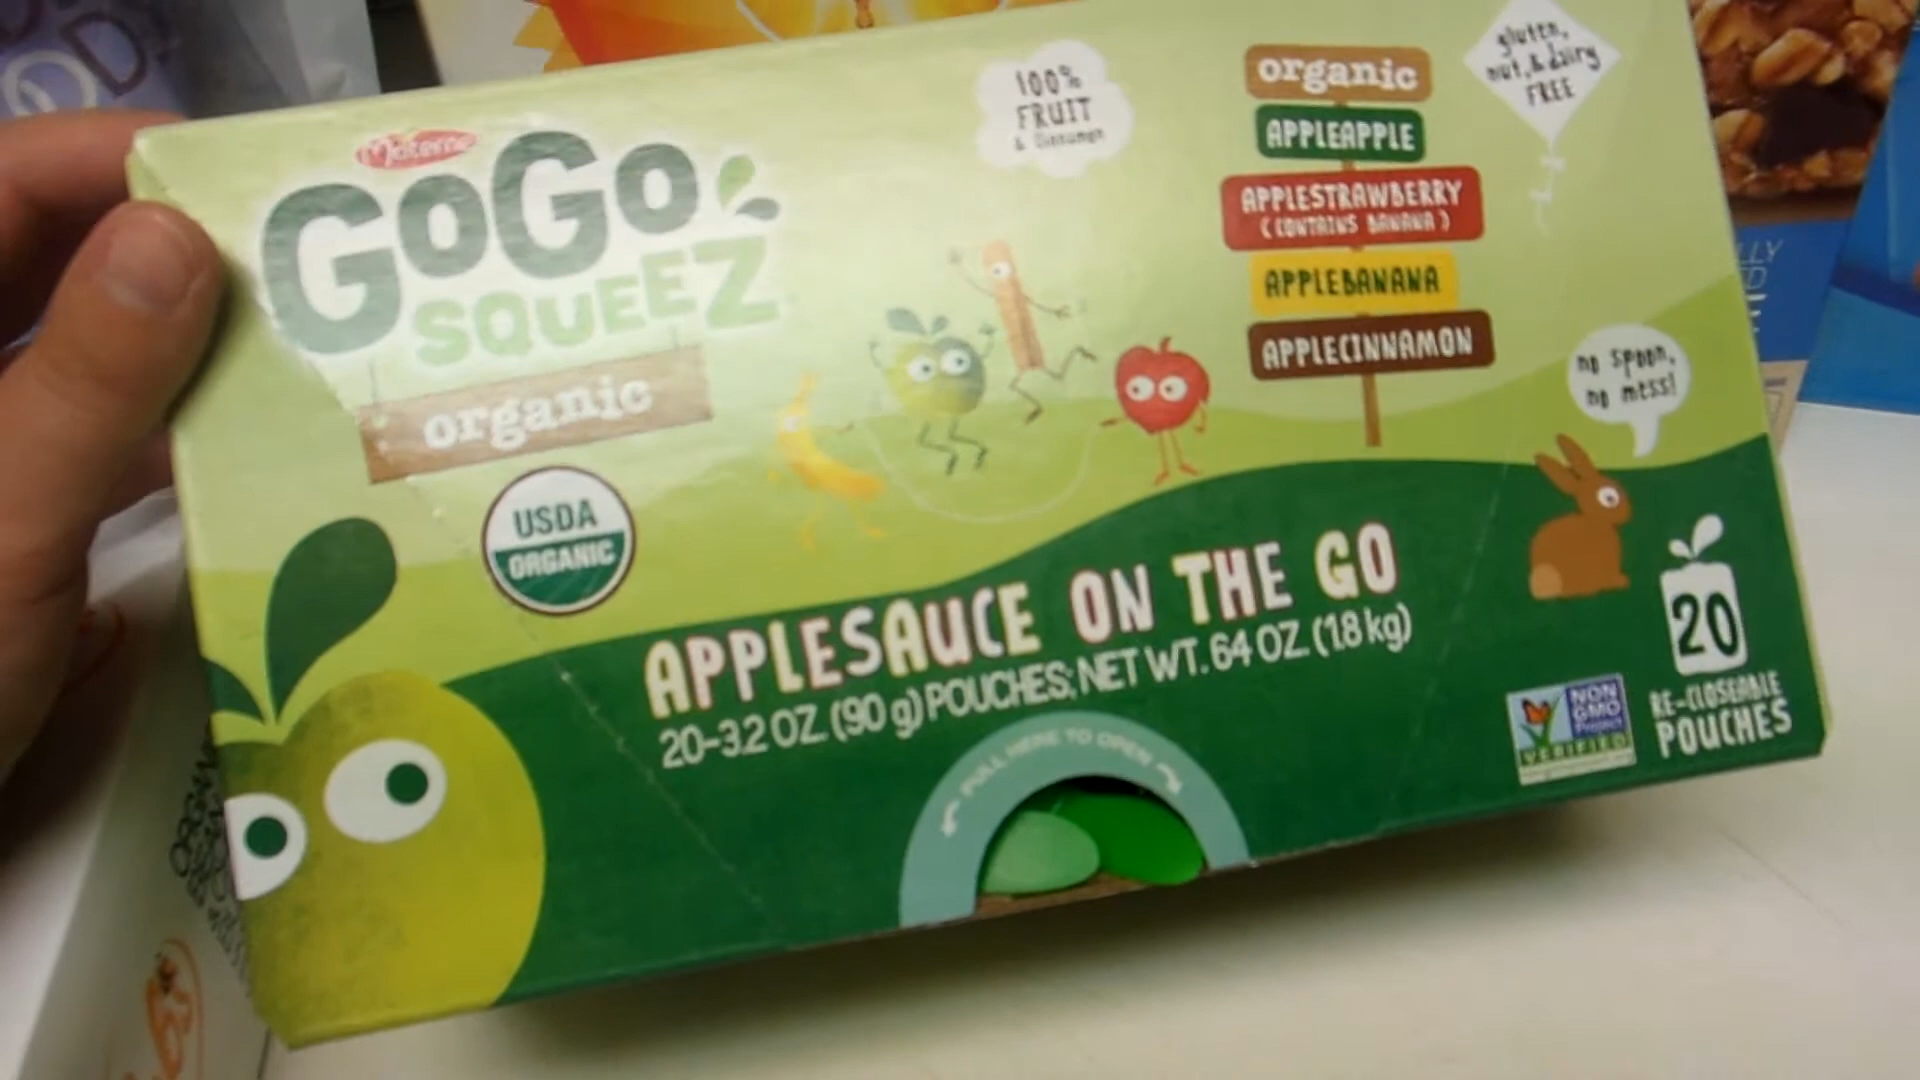 Materne
GoGo
SQUEEZ
organic
USDA
ORGANIC
100%
FRUIT
& Cinnamon
organic
APPLEAPPLE
APPLESTRAWBERRY
(CONTAINS BANANA)
APPLEBANANA
APPLECINNAMON
gluten,
nut, & dairy
FREE
no spoon,
no mess!
APPLESAUCE ON THE GO
20-3.2 OZ. (90 g) POUCHES; NET WT. 64 OZ. (1.8 kg)
PULL HERE TO OPEN
NON
GMO
Project
VERIFIED
20
RE-CLOSEABLE
POUCHES